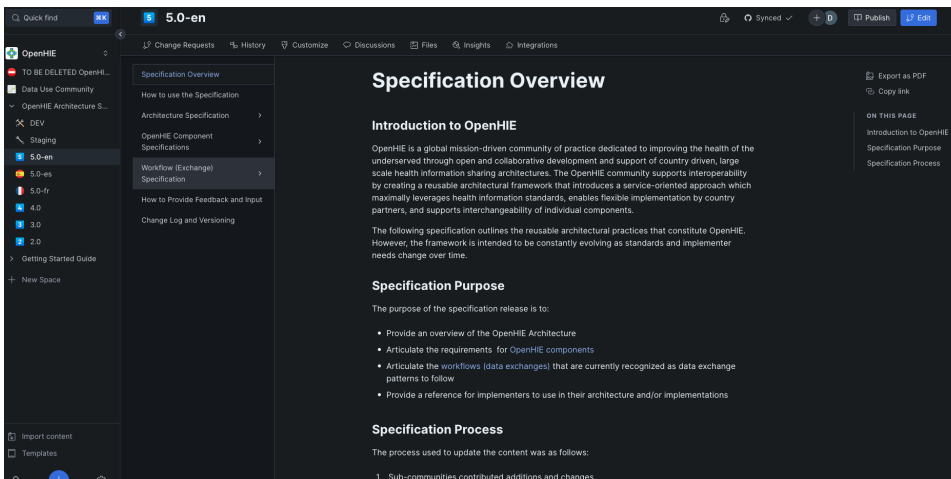 Quick find
⌘K
5.0-en
Synced
D
Publish
Edit
OpenHIE
Change Requests
History
Customize
Discussions
Files
Insights
Integrations
TO BE DELETED OpenHI...
Data Use Community
OpenHIE Architecture S...
DEV
Staging
5 5.0-en
5.0-es
5.0-fr
4 4.0
3 3.0
2 2.0
Getting Started Guide
New Space
Import content
Templates
Specification Overview
How to use the Specification
Architecture Specification
OpenHIE Component
Specifications
Workflow (Exchange)
Specification
How to Provide Feedback and Input
Change Log and Versioning
Specification Overview
Introduction to OpenHIE
OpenHIE is a global mission-driven community of practice dedicated to improving the health of the
underserved through open and collaborative development and support of country driven, large
scale health information sharing architectures. The OpenHIE community supports interoperability
by creating a reusable architectural framework that introduces a service-oriented approach which
maximally leverages health information standards, enables flexible implementation by country
partners, and supports interchangeability of individual components.
The following specification outlines the reusable architectural practices that constitute OpenHIE.
However, the framework is intended to be constantly evolving as standards and implementer
needs change over time.
Specification Purpose
The purpose of the specification release is to:
• Provide an overview of the OpenHIE Architecture
• Articulate the requirements for OpenHIE components
• Articulate the workflows (data exchanges) that are currently recognized as data exchange
patterns to follow
• Provide a reference for implementers to use in their architecture and/or implementations
Specification Process
The process used to update the content was as follows:
1. Sub-communities contributed additions and changes
Export as PDF
Copy link
ON THIS PAGE
Introduction to OpenHIE
Specification Purpose
Specification Process